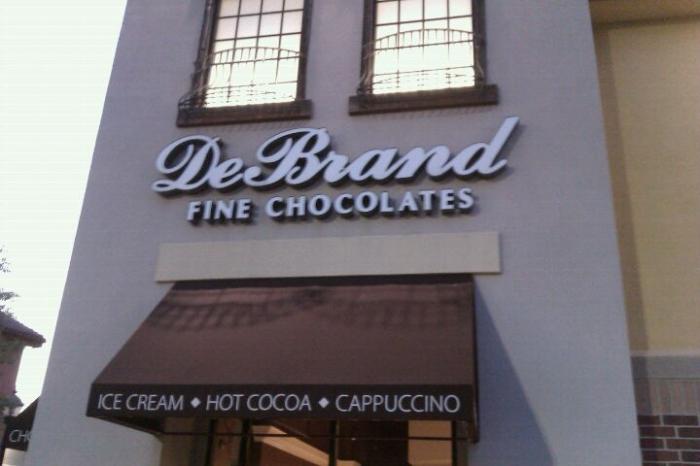 DeBrand
FINE CHOCOLATES
ICE CREAM ◆ HOT COCOA ◆ CAPPUCCINO